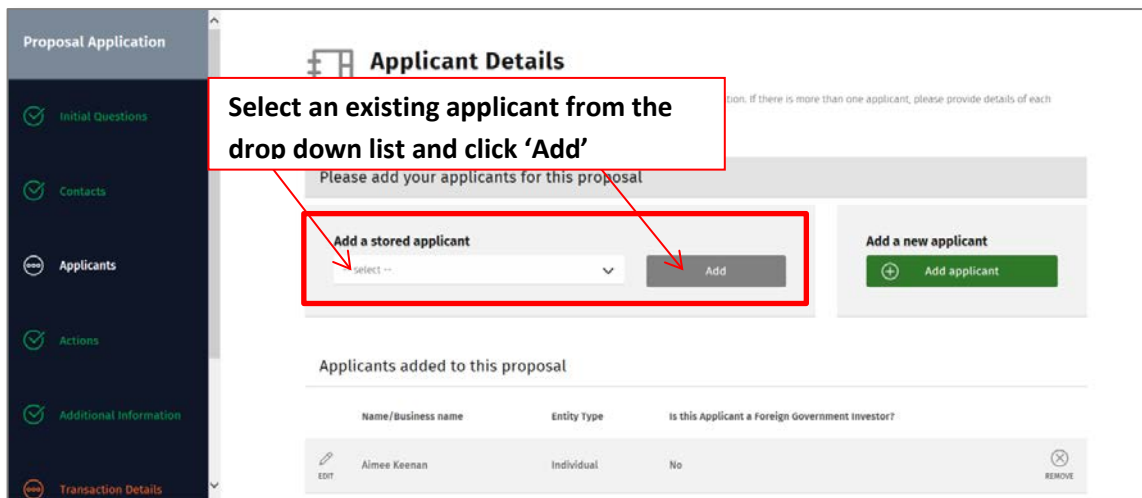 Proposal Application
Initial Questions
Contacts
Applicants
Actions
Additional Information
Transaction Details
Applicant Details
Select an existing applicant from the
drop down list and click ‘Add’
tion. If there is more than one applicant, please provide details of each
Please add your applicants for this proposal
Add a stored applicant
-- select --
Add
Add a new applicant
Add applicant
Applicants added to this proposal
Name/Business name Entity Type Is this Applicant a Foreign Government Investor?
EDIT Aimee Keenan Individual No REMOVE